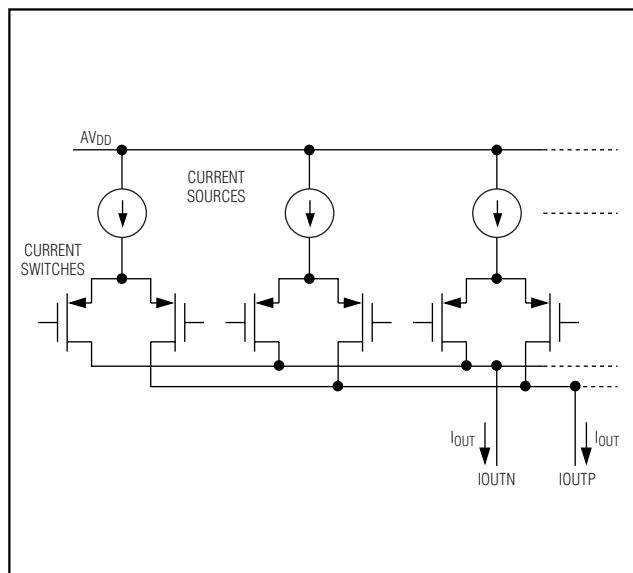 AVDD
CURRENT
SOURCES
CURRENT
SWITCHES
IOUT
IOUT
IOUTN
IOUTP